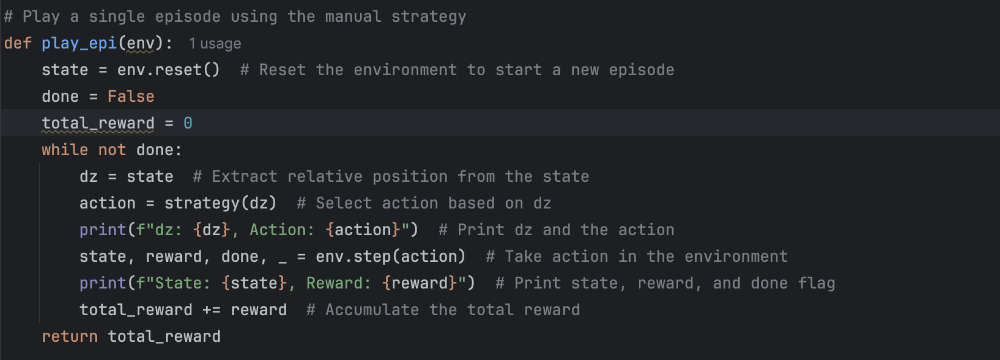 # Play a single episode using the manual strategy
def play_epi(env):  1 usage
    state = env.reset()  # Reset the environment to start a new episode
    done = False
    total_reward = 0
    while not done:
        dz = state  # Extract relative position from the state
        action = strategy(dz)  # Select action based on dz
        print(f"dz: {dz}, Action: {action}")  # Print dz and the action
        state, reward, done, _ = env.step(action)  # Take action in the environment
        print(f"State: {state}, Reward: {reward}")  # Print state, reward, and done flag
        total_reward += reward  # Accumulate the total reward
    return total_reward